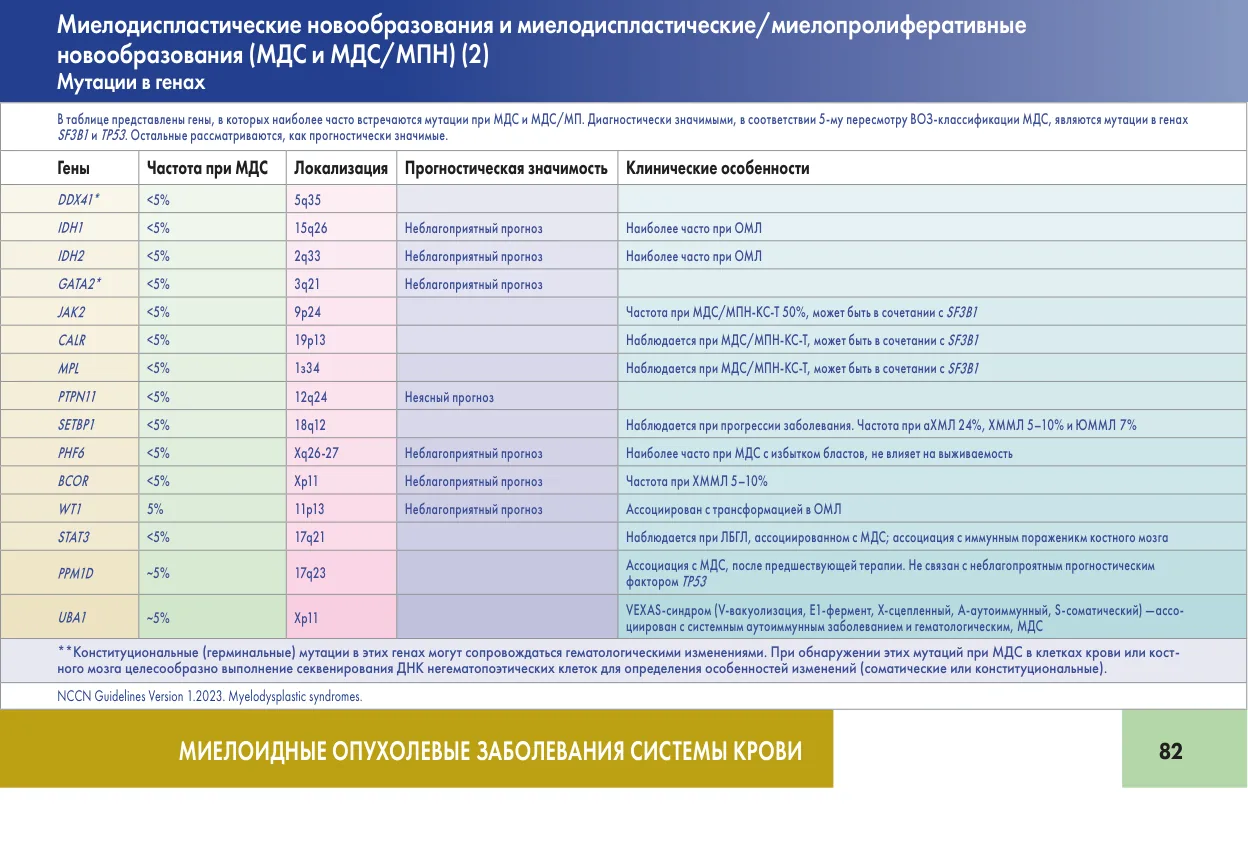 Миелодиспластические новообразования и миелодиспластические/миелопролиферативные
новообразования (МДС и МДС/МПН) (2)
Мутации в генах
В таблице представлены гены, в которых наиболее часто встречаются мутации при МДС и МДС/МП. Диагностически значимыми, в соответствии 5-му пересмотру ВОЗ-классификации МДС, являются мутации в генах
SF3B1 и TP53. Остальные рассматриваются, как прогностически значимые.
Гены Частота при МДС Локализация Прогностическая значимость Клинические особенности
DDX41* <5% 5q35
IDH1 <5% 15q26 Неблагоприятный прогноз Наиболее часто при ОМЛ
IDH2 <5% 2q33 Неблагоприятный прогноз Наиболее часто при ОМЛ
GATA2* <5% 3q21 Неблагоприятный прогноз
JAK2 <5% 9p24 Частота при МДС/МПН-КС-Т 50%, может быть в сочетании с SF3B1
CALR <5% 19p13 Наблюдается при МДС/МПН-КС-Т, может быть в сочетании с SF3B1
MPL <5% 1з34 Наблюдается при МДС/МПН-КС-Т, может быть в сочетании с SF3B1
PTPN11 <5% 12q24 Неясный прогноз
SETBP1 <5% 18q12 Наблюдается при прогрессии заболевания. Частота при аХМЛ 24%, ХММЛ 5–10% и ЮММЛ 7%
PHF6 <5% Xq26-27 Неблагоприятный прогноз Наиболее часто при МДС с избытком бластов, не влияет на выживаемость
BCOR <5% Xp11 Неблагоприятный прогноз Частота при ХММЛ 5–10%
WT1 5% 11p13 Неблагоприятный прогноз Ассоциирован с трансформацией в ОМЛ
STAT3 <5% 17q21 Наблюдается при ЛБГЛ, ассоциированном с МДС; ассоциация с иммунным пораженикм костного мозга
PPM1D ~5% 17q23 Ассоциация с МДС, после предшествующей терапии. Не связан с неблагопроятным прогностическим
фактором TP53
UBA1 ~5% Xp11 VEXAS-синдром (V-вакуолизация, E1-фермент, X-сцепленный, A-аутоиммунный, S-соматический) —ассо-
циирован с системным аутоиммунным заболеванием и гематологическим, МДС
**Конституциональные (герминальные) мутации в этих генах могут сопровождаться гематологическими изменениями. При обнаружении этих мутаций при МДС в клетках крови или кост-
ного мозга целесообразно выполнение секвенирования ДНК негематопоэтических клеток для определения особенностей изменений (соматические или конституциональные).
NCCN Guidelines Version 1.2023. Myelodysplastic syndromes.
МИЕЛОИДНЫЕ ОПУХОЛЕВЫЕ ЗАБОЛЕВАНИЯ СИСТЕМЫ КРОВИ
82